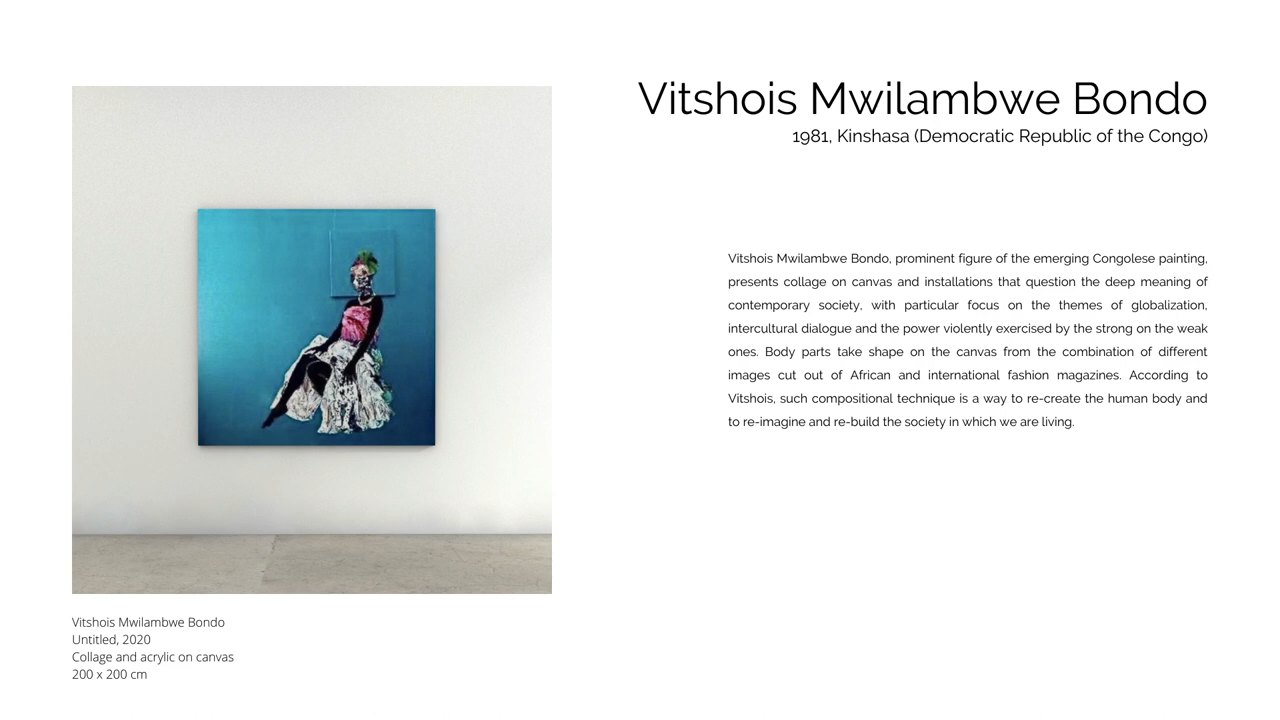 Vitshois Mwilambwe Bondo
1981, Kinshasa (Democratic Republic of the Congo)
Vitshois Mwilambwe Bondo, prominent figure of the emerging Congolese painting,
presents collage on canvas and installations that question the deep meaning of
contemporary society, with particular focus on the themes of globalization,
intercultural dialogue and the power violently exercised by the strong on the weak
ones. Body parts take shape on the canvas from the combination of different
images cut out of African and international fashion magazines. According to
Vitshois, such compositional technique is a way to re-create the human body and
to re-imagine and re-build the society in which we are living.
Vitshois Mwilambwe Bondo
Untitled, 2020
Collage and acrylic on canvas
200 x 200 cm